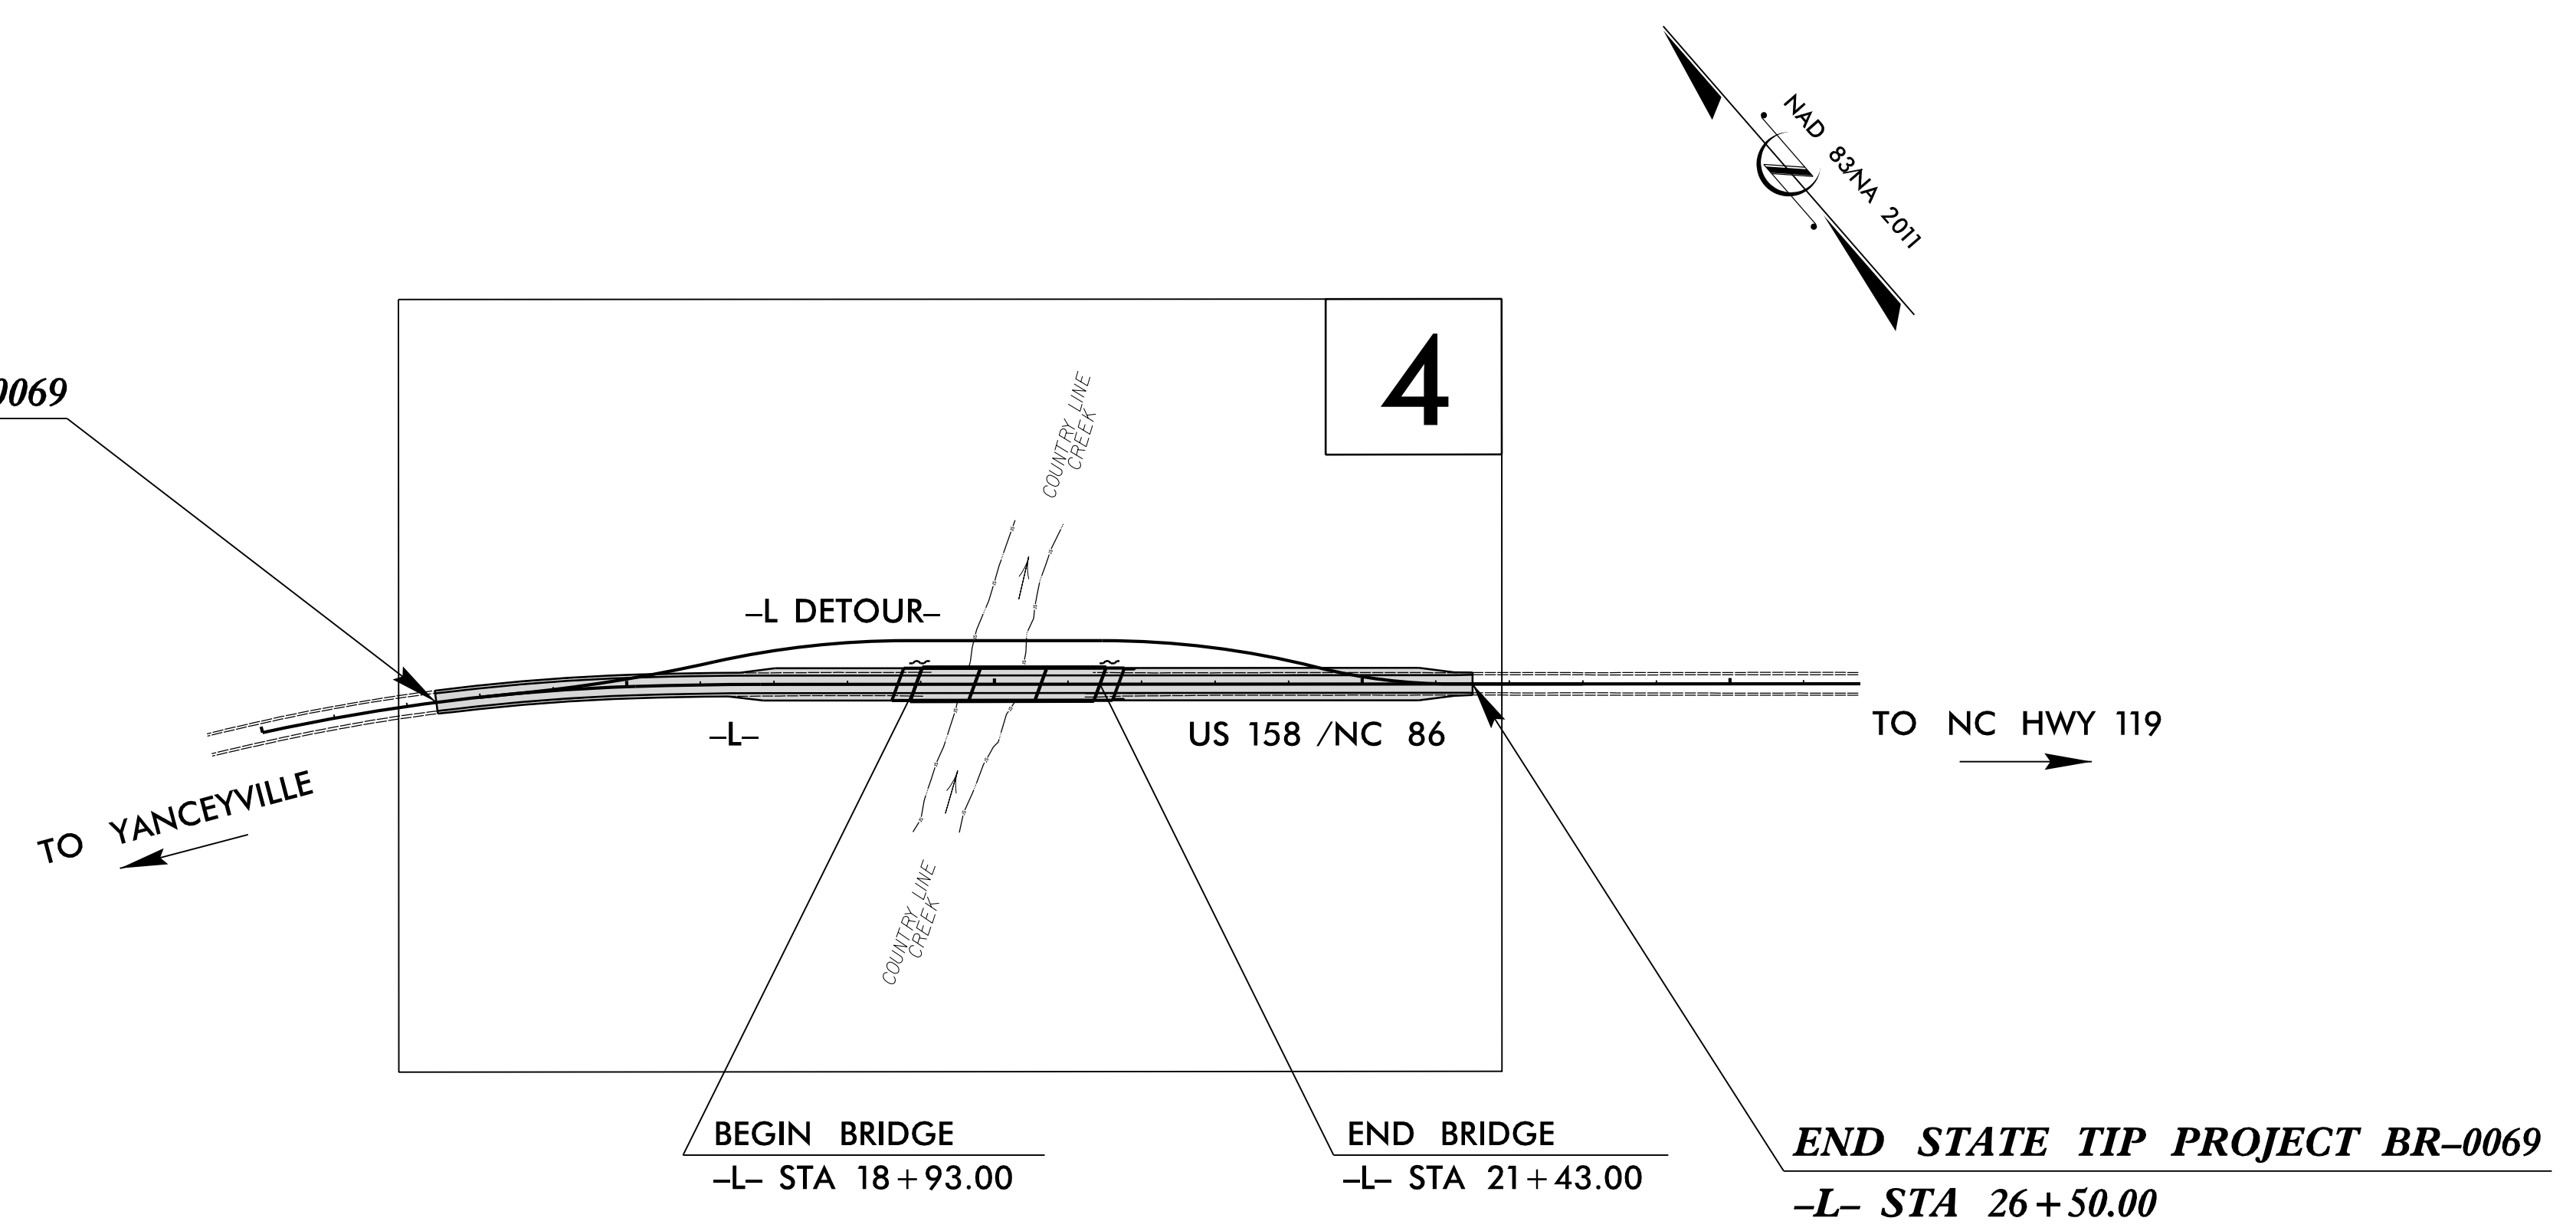 NAD 83/NA 2011
0069
4
COUNTRY LINE
CREEK
–L DETOUR–
–L–
US 158 /NC 86
TO NC HWY 119
TO YANCEYVILLE
COUNTRY LINE
CREEK
BEGIN BRIDGE
–L– STA 18+93.00
END BRIDGE
–L– STA 21+43.00
END STATE TIP PROJECT BR–0069
–L– STA 26+50.00